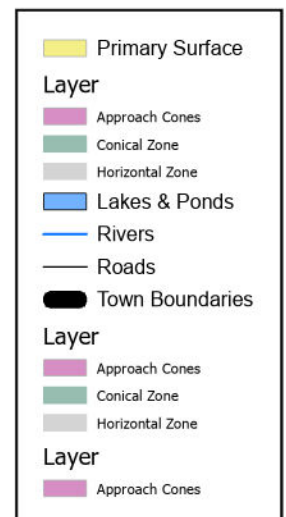 Primary Surface
Layer
Approach Cones
Conical Zone
Horizontal Zone
Lakes & Ponds
Rivers
Roads
Town Boundaries
Layer
Approach Cones
Conical Zone
Horizontal Zone
Layer
Approach Cones